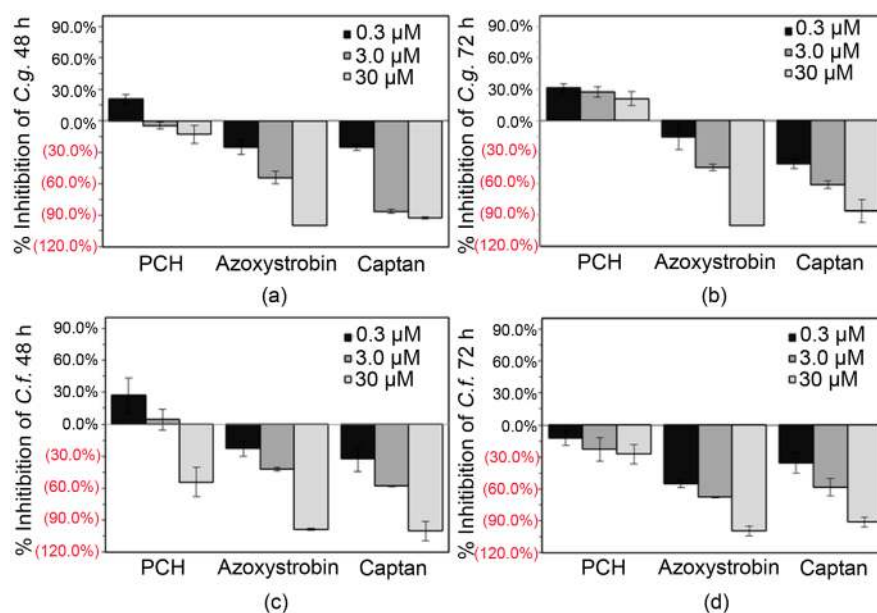 % Inhitibition of C.g. 48 h
90.0%
60.0%
30.0%
0.0%
(30.0%)
(60.0%)
(90.0%)
(120.0%)
0.3 µM
3.0 µM
30 µM
PCH Azoxystrobin Captan
(a)
% Inhitibition of C.g. 72 h
90.0%
60.0%
30.0%
0.0%
(30.0%)
(60.0%)
(90.0%)
(120.0%)
0.3 µM
3.0 µM
30 µM
PCH Azoxystrobin Captan
(b)
% Inhitibition of C.f. 48 h
90.0%
60.0%
30.0%
0.0%
(30.0%)
(60.0%)
(90.0%)
(120.0%)
0.3 µM
3.0 µM
30 µM
PCH Azoxystrobin Captan
(c)
% Inhitibition of C.f. 72 h
90.0%
60.0%
30.0%
0.0%
(30.0%)
(60.0%)
(90.0%)
(120.0%)
0.3 µM
3.0 µM
30 µM
PCH Azoxystrobin Captan
(d)